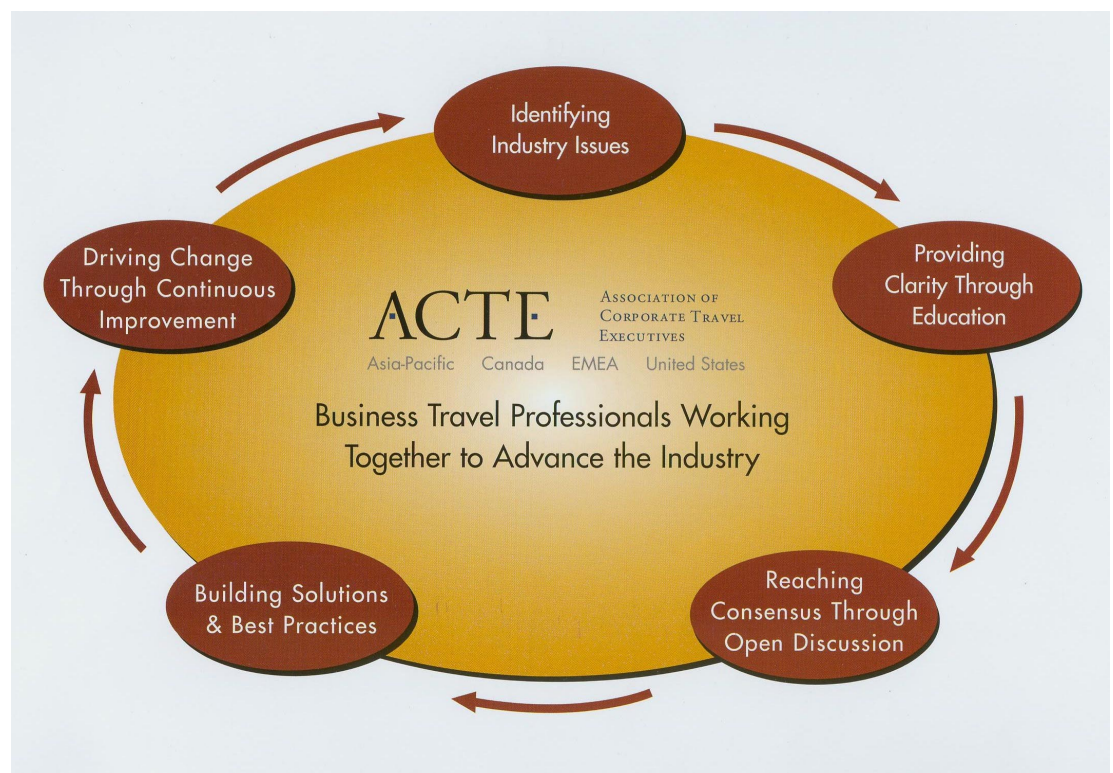 Identifying
Industry Issues
Providing
Clarity Through
Education
Reaching
Consensus Through
Open Discussion
Building Solutions
& Best Practices
Driving Change
Through Continuous
Improvement
ACTE
ASSOCIATION OF
CORPORATE TRAVEL
EXECUTIVES
Asia-Pacific Canada EMEA United States
Business Travel Professionals Working
Together to Advance the Industry